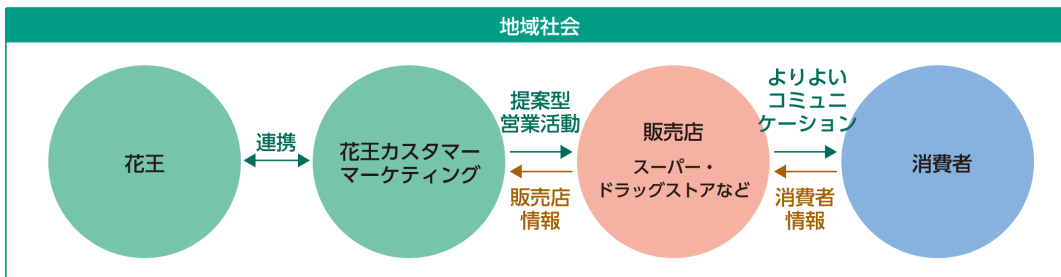 地域社会
花王
連携
花王カスタマー
マーケティング
提案型
営業活動
販売店
情報
販売店
スーパー・
ドラッグストアなど
よりよい
コミュニ
ケーション
消費者
情報
消費者